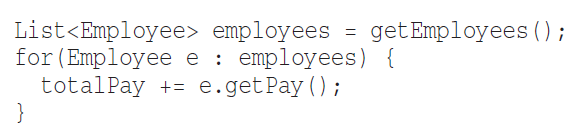 List<Employee> employees = getEmployees();
for(Employee e : employees) {
  totalPay += e.getPay();
}